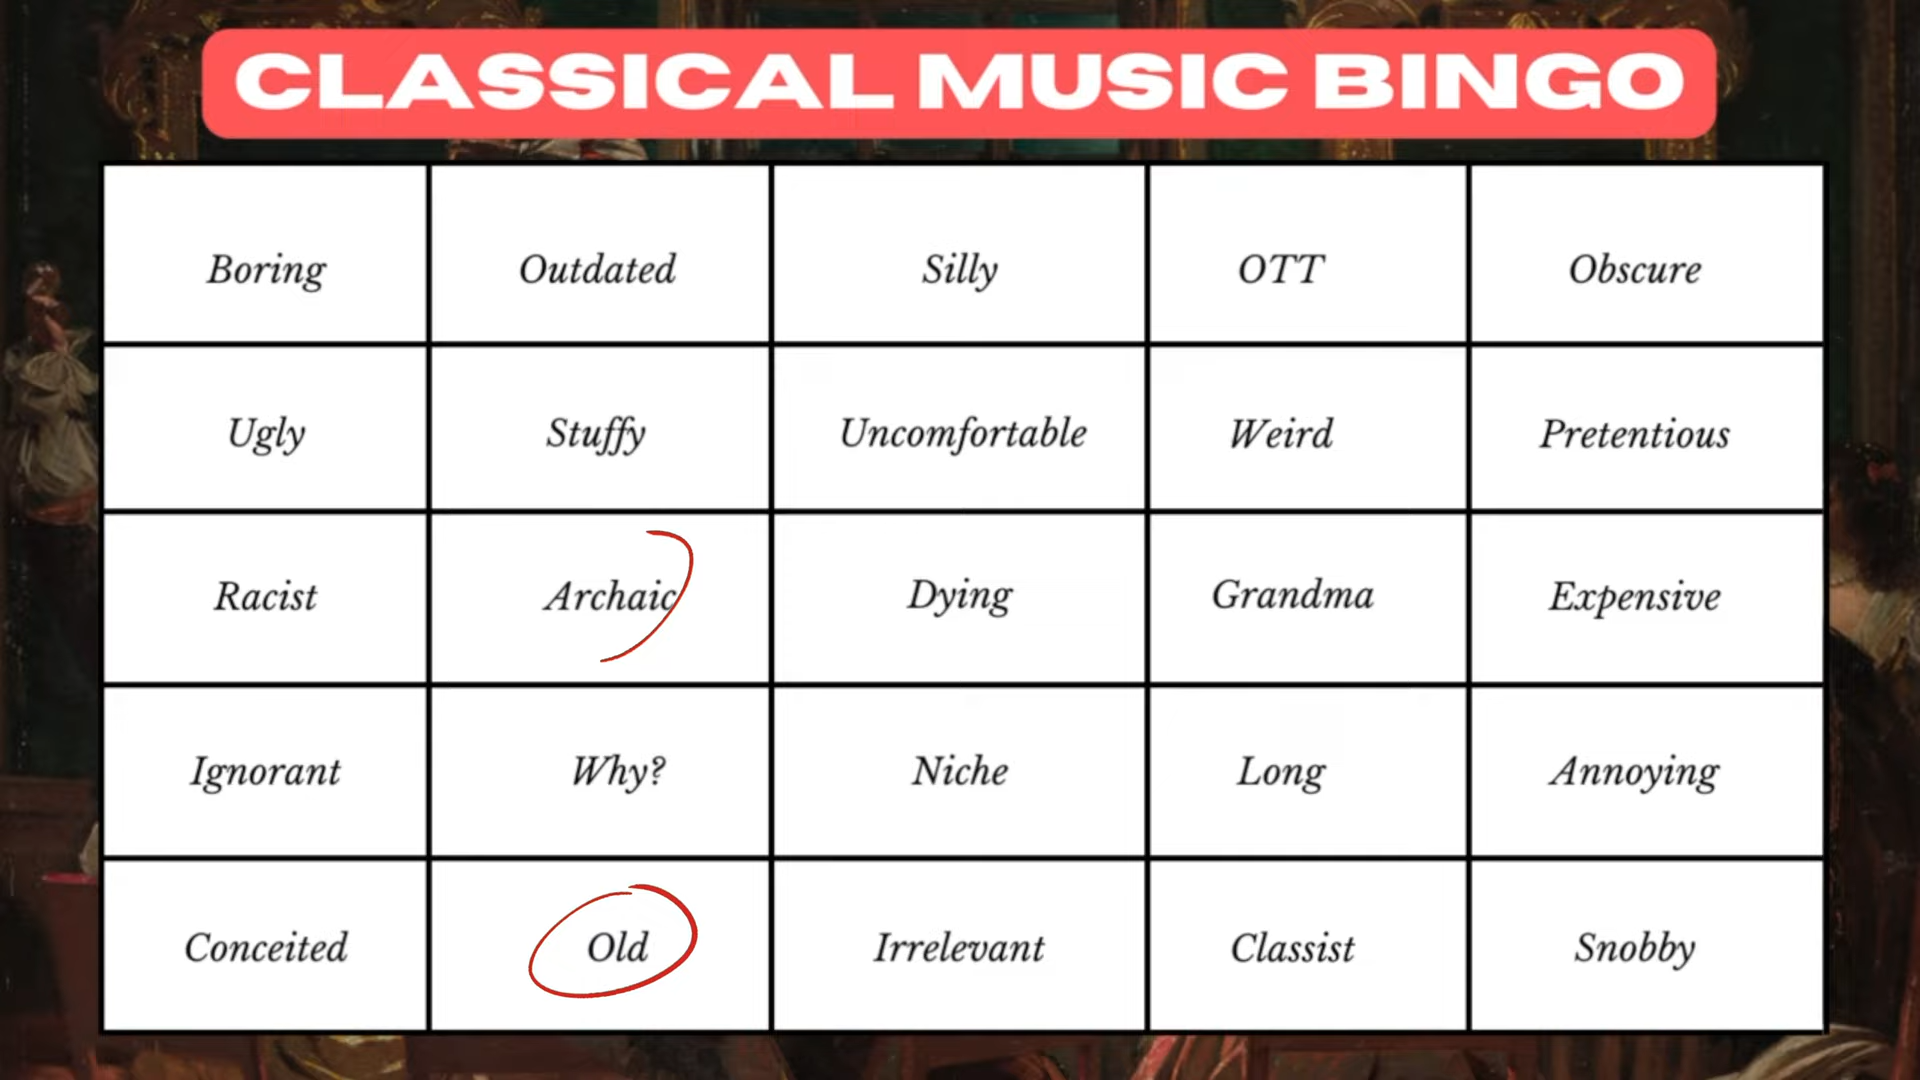 CLASSICAL MUSIC BINGO
Boring Outdated Silly OTT Obscure
Ugly Stuffy Uncomfortable Weird Pretentious
Racist Archaic Dying Grandma Expensive
Ignorant Why? Niche Long Annoying
Conceited Old Irrelevant Classist Snobby